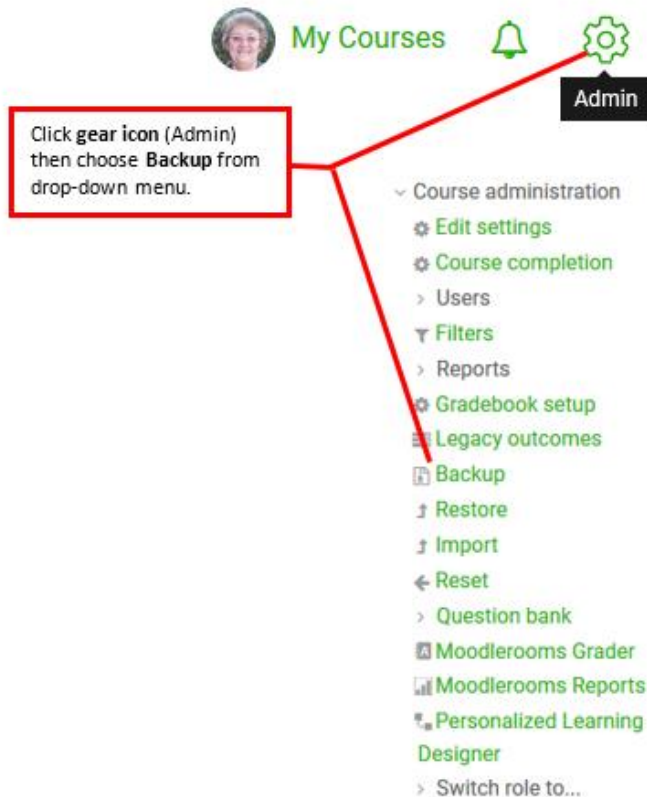 My Courses
Admin
Click gear icon (Admin)
then choose Backup from
drop-down menu.
Course administration
Edit settings
Course completion
Users
Filters
Reports
Gradebook setup
Legacy outcomes
Backup
Restore
Import
Reset
Question bank
Moodlerooms Grader
Moodlerooms Reports
Personalized Learning
Designer
Switch role to...